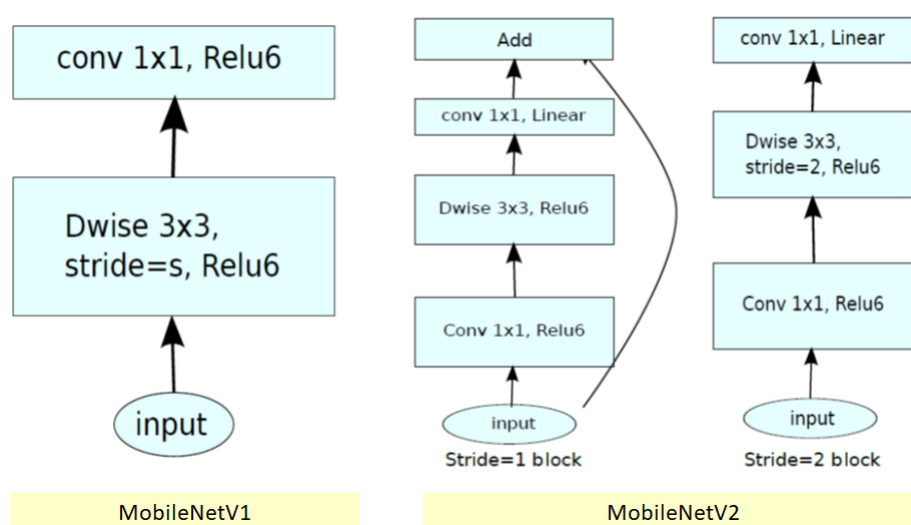 conv 1x1, Relu6
Dwise 3x3,
stride=s, Relu6
input
MobileNetV1
Add
conv 1x1, Linear
Dwise 3x3, Relu6
Conv 1x1, Relu6
input
Stride=1 block
conv 1x1, Linear
Dwise 3x3,
stride=2, Relu6
Conv 1x1, Relu6
input
Stride=2 block
MobileNetV2